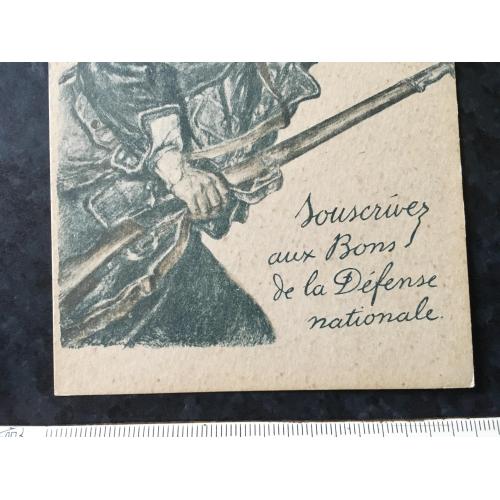 Souscrivez
aux Bons
de la Défense
nationale.